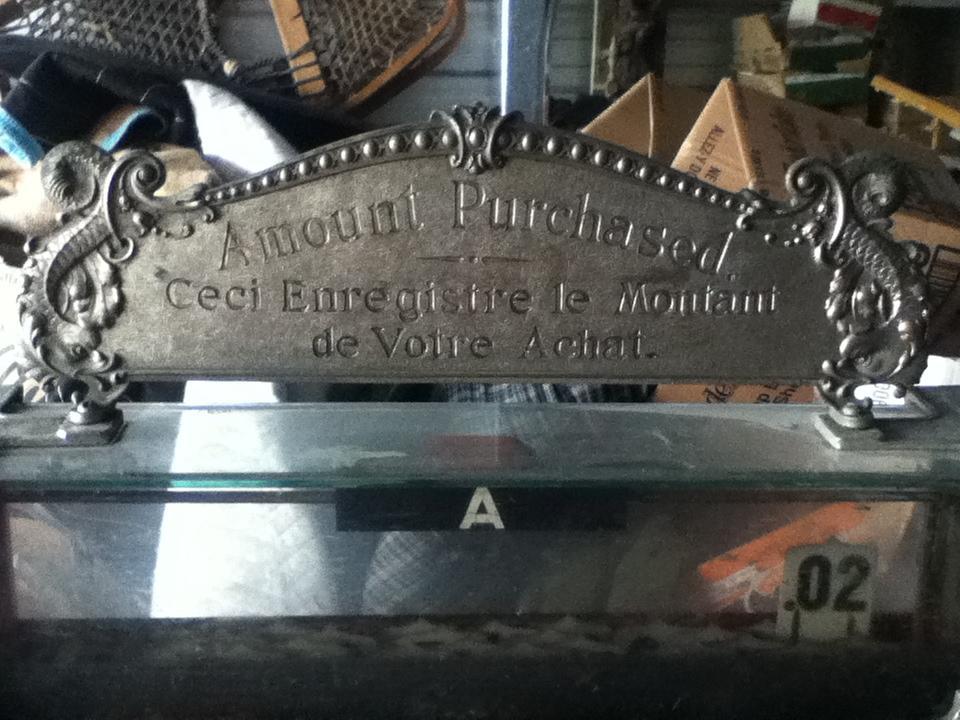 Amount Purchased.
Ceci Enregistre le Montant
de Votre Achat.
A
.02